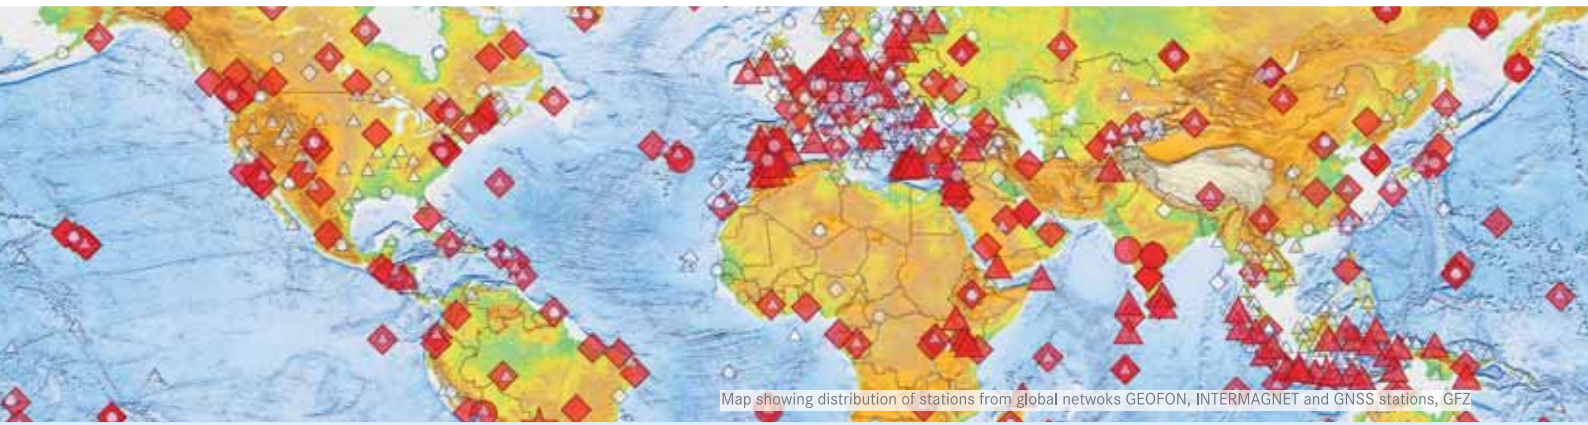 Map showing distribution of stations from global netwoks GEOFON, INTERMAGNET and GNSS stations, GFZ